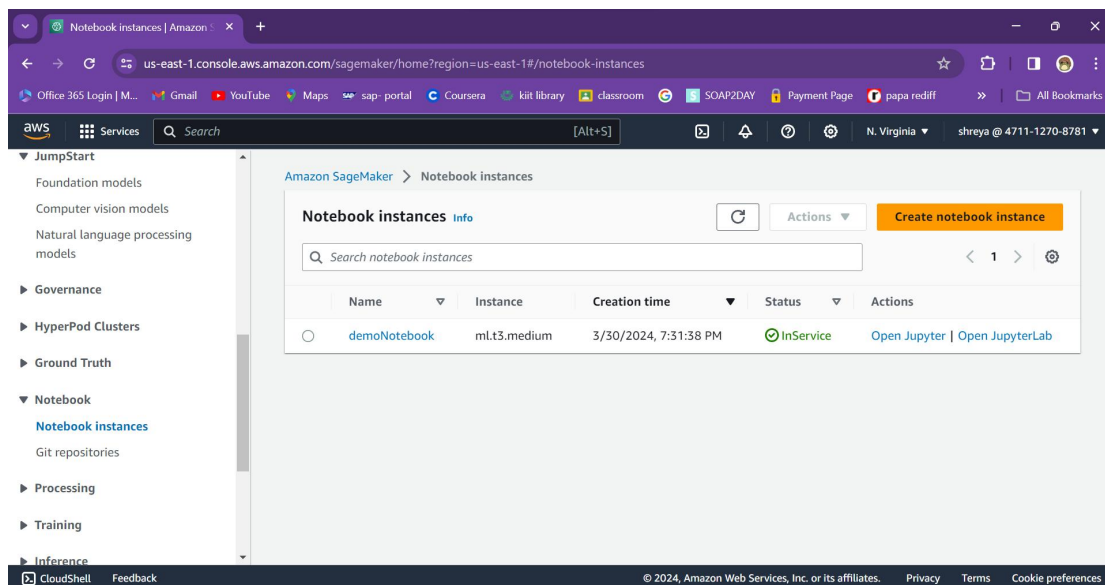 Notebook instances | Amazon S
us-east-1.console.aws.amazon.com/sagemaker/home?region=us-east-1#/notebook-instances
Office 365 Login | M... Gmail YouTube Maps sap- portal Coursera kiit library classroom SOAP2DAY Payment Page papa rediff » All Bookmarks
aws Services Search [Alt+S] N. Virginia ▼ shreya @ 4711-1270-8781 ▼
JumpStart
Foundation models
Computer vision models
Natural language processing
models
Governance
HyperPod Clusters
Ground Truth
Notebook
Notebook instances
Git repositories
Processing
Training
Inference
Amazon SageMaker > Notebook instances
Notebook instances Info Actions ▼ Create notebook instance
Search notebook instances < 1 >
Name Instance Creation time Status Actions
demoNotebook ml.t3.medium 3/30/2024, 7:31:38 PM InService Open Jupyter | Open JupyterLab
CloudShell Feedback © 2024, Amazon Web Services, Inc. or its affiliates. Privacy Terms Cookie preferences